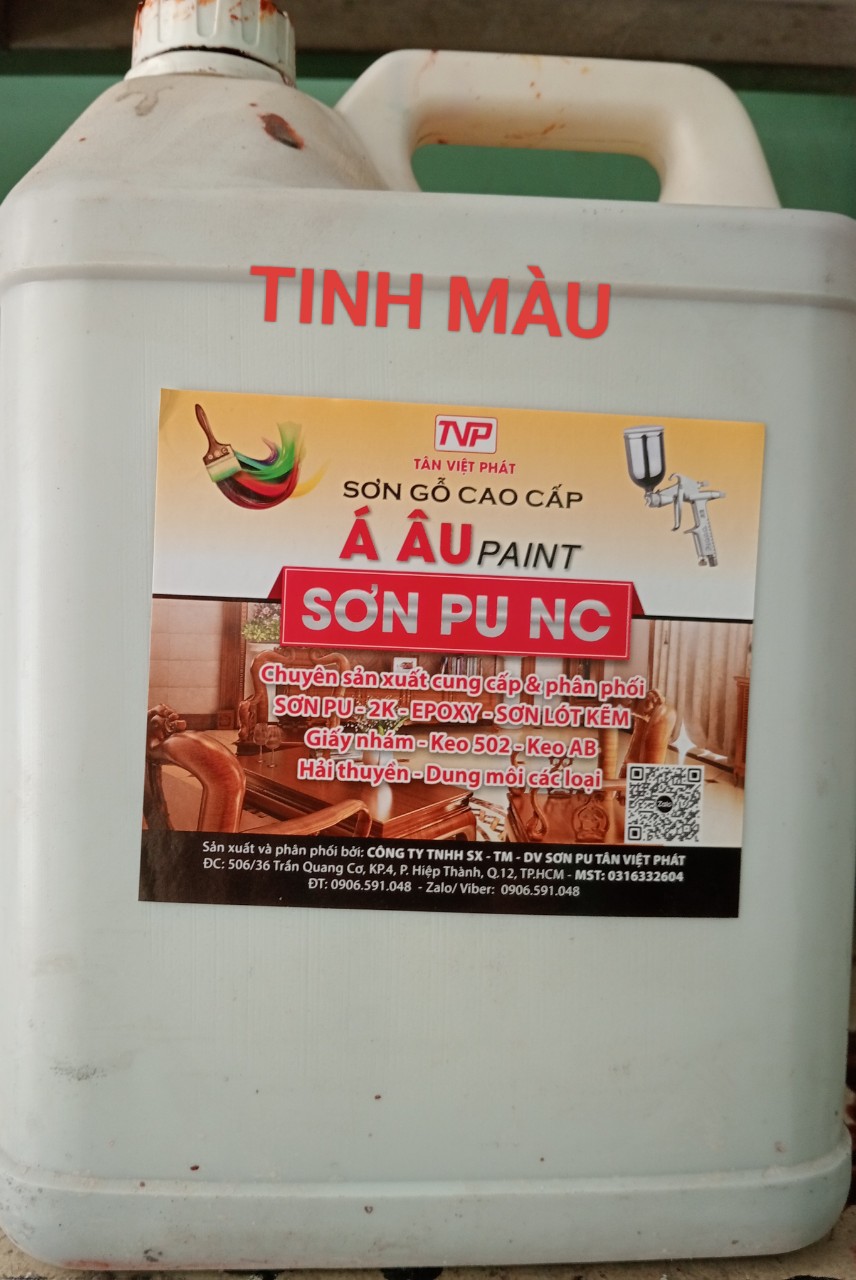 TINH MÀU
TVP
TÂN VIỆT PHÁT
SƠN GỖ CAO CẤP
Á ÂU PAINT
SƠN PU NC
Chuyên sản xuất cung cấp & phân phối
SƠN PU - 2K - EPOXY - SƠN LÓT KẼM
Giấy nhám - Keo 502 - Keo AB
Hải thuyên - Dung môi các loại
Zalo
Sản xuất và phân phối bởi: CÔNG TY TNHH SX - TM - DV SƠN PU TÂN VIỆT PHÁT
ĐC: 506/36 Trần Quang Cơ, KP.4, P. Hiệp Thành, Q.12, TP.HCM - MST: 0316332604
ĐT: 0906.591.048 - Zalo/ Viber: 0906.591.048